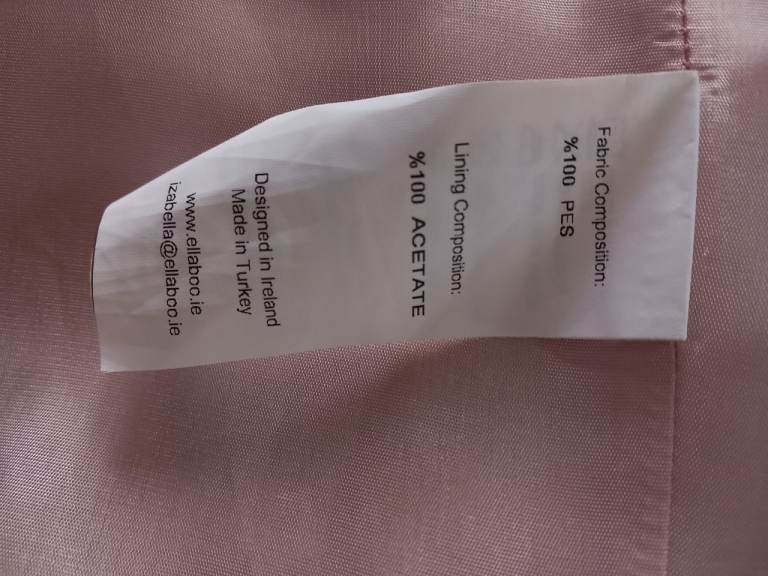 Fabric Composition:
%100 PES
Lining Composition:
%100 ACETATE
Designed in Ireland
Made in Turkey
www.ellaboo.ie
izabella@ellaboo.ie